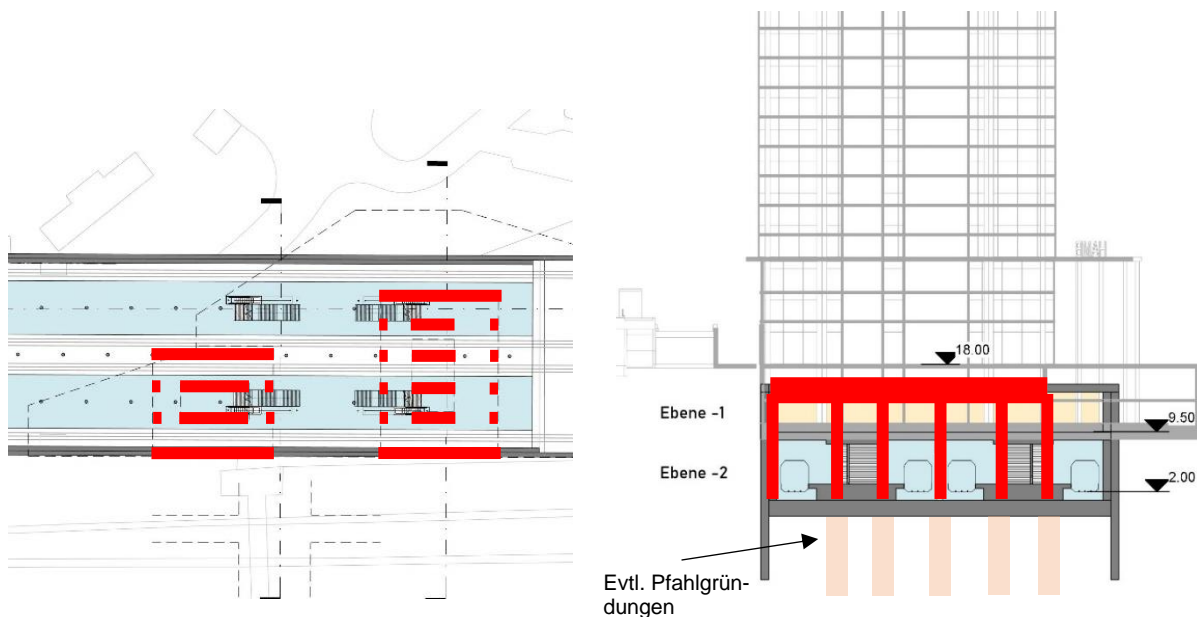 18.00
Ebene -1
9.50
Ebene -2
2.00
Evtl. Pfahlgrün-
dungen